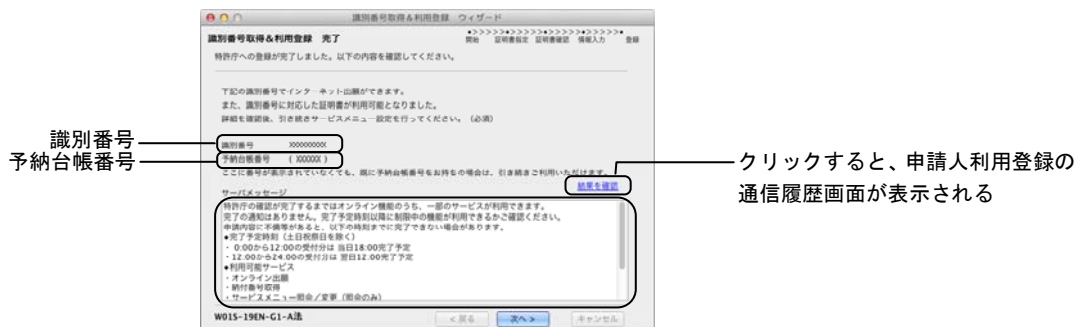 識別番号取得&利用登録 ウィザード
識別番号取得&利用登録 完了
•>>>>>•>>>>>•>>>>>•>>>>>•
開始 証明書指定 証明書確認 情報入力 登録
特許庁への登録が完了しました。以下の内容を確認してください。
下記の識別番号でインターネット出願ができます。
また、識別番号に対応した証明書が利用可能となりました。
詳細を確認後、引き続きサービスメニュー設定を行ってください。(必須)
識別番号
識別番号 XXXXXXXXX
予納台帳番号
予納台帳番号 ( XXXXXX )
ここに番号が表示されていなくても、既に予納台帳番号をお持ちの場合は、引き続きご利用いただけます。
結果を確認
クリックすると、申請人利用登録の
通信履歴画面が表示される
サーバメッセージ
特許庁の確認が完了するまではオンライン機能のうち、一部のサービスが利用できます。
完了の通知はありません。完了予定時刻以降に制限中の機能が利用できるかご確認ください。
申請内容に不備等があると、以下の時刻までに完了できない場合があります。
●完了予定時刻(土日祝祭日を除く)
・ 0:00から12:00の受付分は 当日18:00完了予定
・12:00から24:00の受付分は 翌日12:00完了予定
●利用可能サービス
・オンライン出願
・納付番号取得
・サービスメニュー照会/変更(照会のみ)
W01S-19EN-G1-A法
<戻る
次へ>
キャンセル